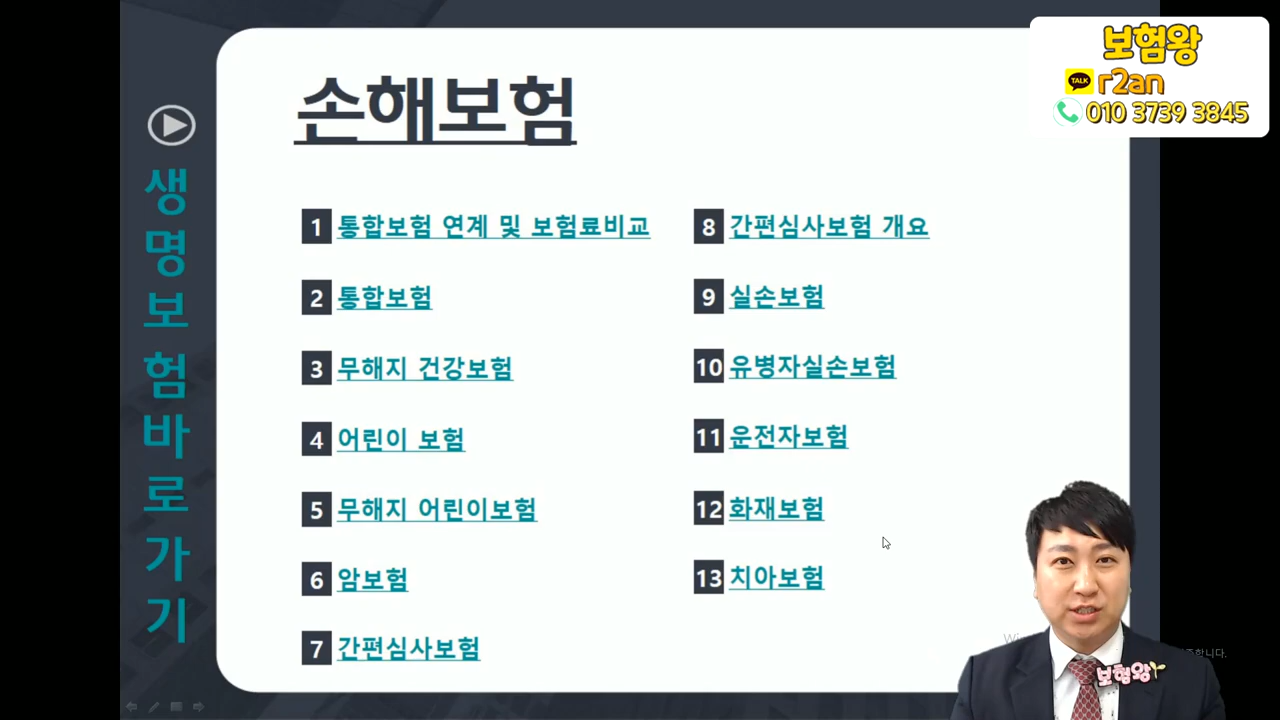 보험왕
TALK r2an
010 3739 3845
손해보험
생명보험바로가기
1 통합보험 연계 및 보험료비교
2 통합보험
3 무해지 건강보험
4 어린이 보험
5 무해지 어린이보험
6 암보험
7 간편심사보험
8 간편심사보험 개요
9 실손보험
10 유병자실손보험
11 운전자보험
12 화재보험
13 치아보험
보험왕